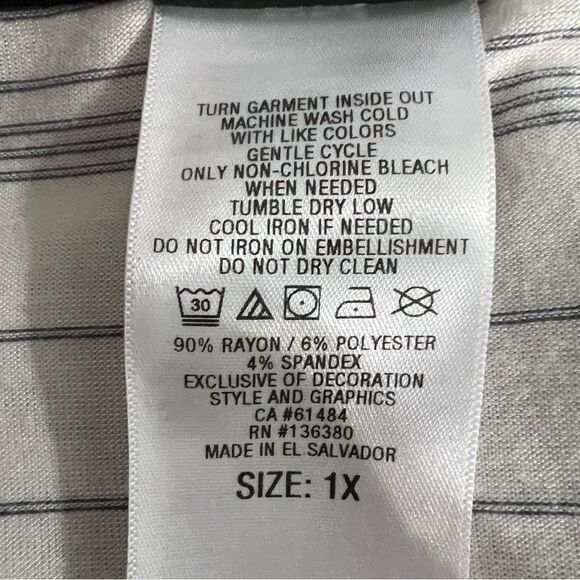 TURN GARMENT INSIDE OUT
MACHINE WASH COLD
WITH LIKE COLORS
GENTLE CYCLE
ONLY NON-CHLORINE BLEACH
WHEN NEEDED
TUMBLE DRY LOW
COOL IRON IF NEEDED
DO NOT IRON ON EMBELLISHMENT
DO NOT DRY CLEAN
30
90% RAYON / 6% POLYESTER
4% SPANDEX
EXCLUSIVE OF DECORATION
STYLE AND GRAPHICS
CA #61484
RN #136380
MADE IN EL SALVADOR
SIZE: 1X